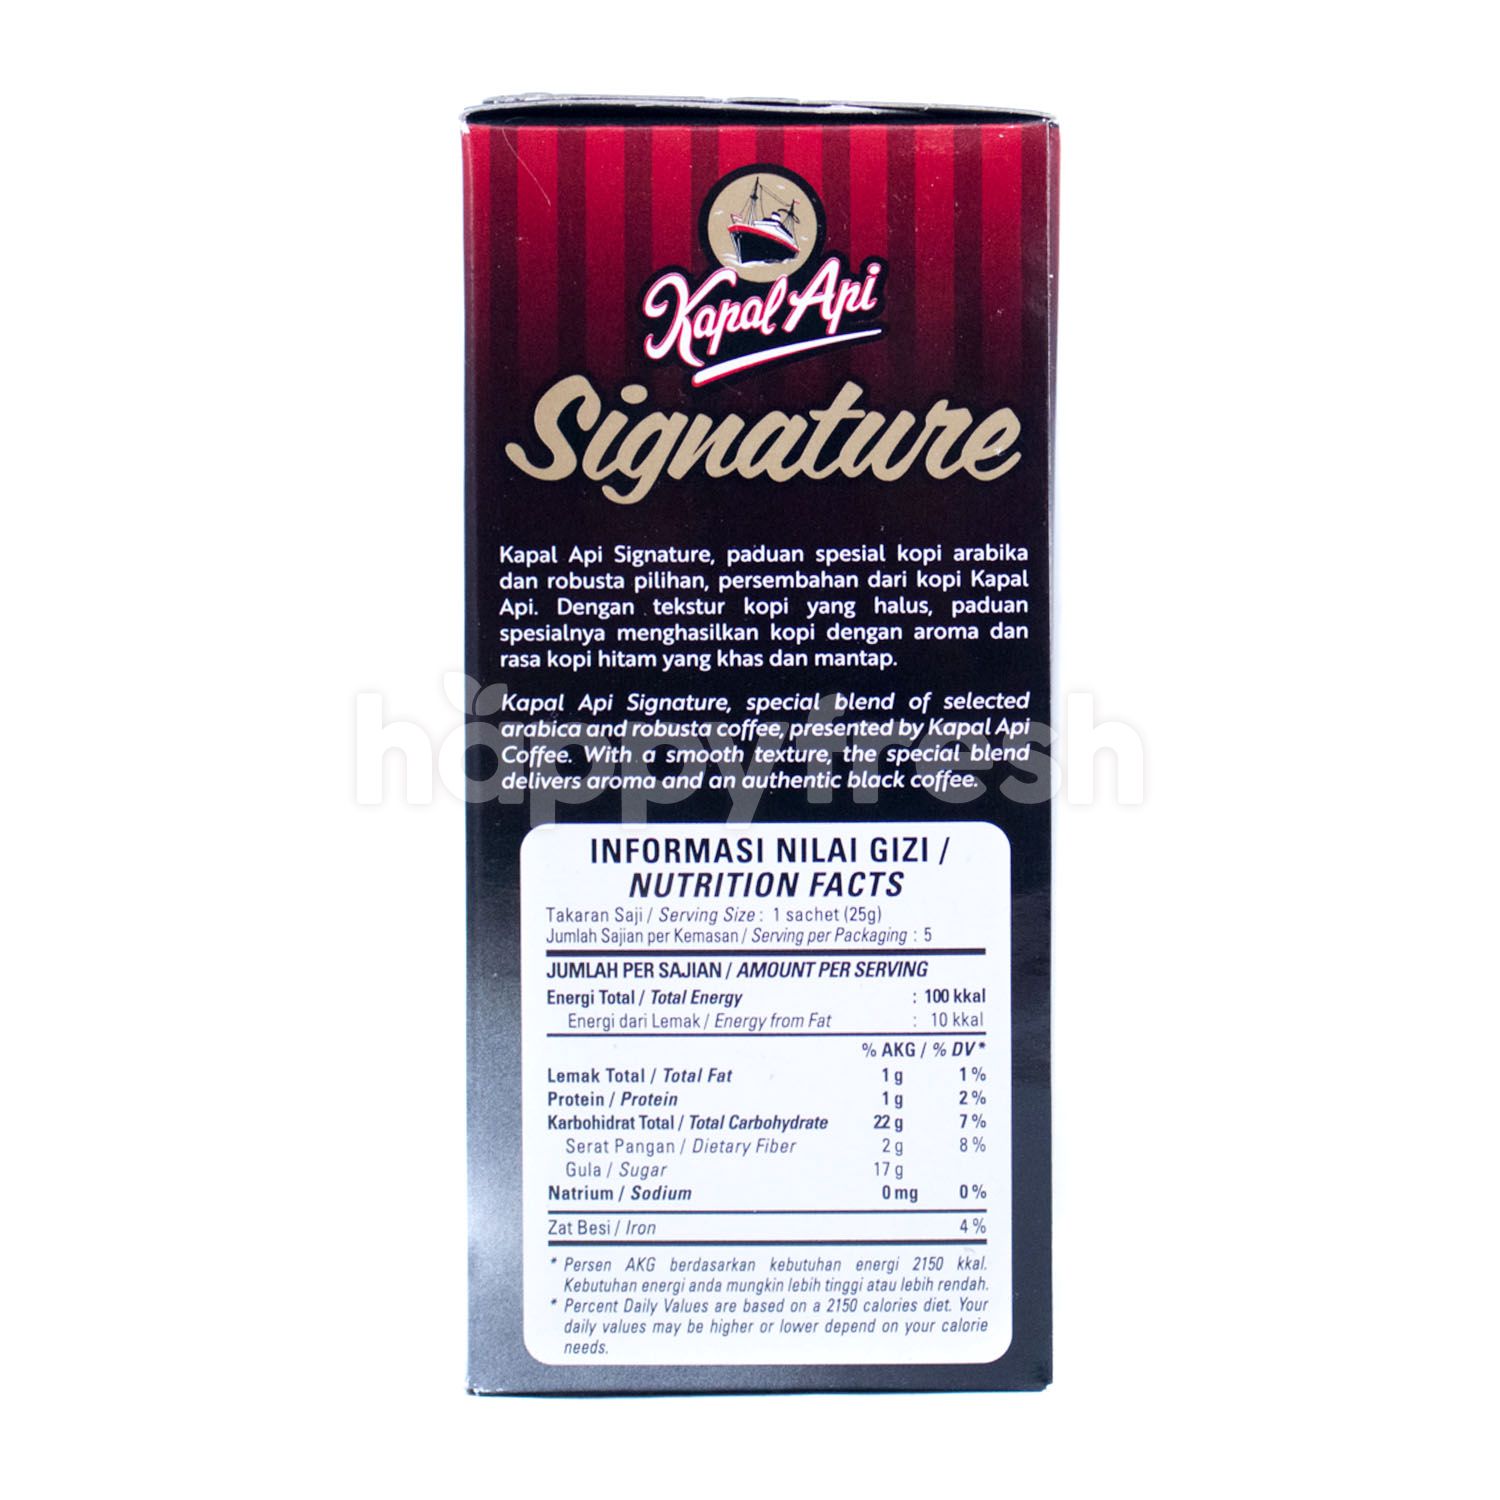 Kapal Api
Signature
Kapal Api Signature, paduan spesial kopi arabika
dan robusta pilihan, persembahan dari kopi Kapal
Api. Dengan tekstur kopi yang halus, paduan
spesialnya menghasilkan kopi dengan aroma dan
rasa kopi hitam yang khas dan mantap.
Kapal Api Signature, special blend of selected
arabica and robusta coffee, presented by Kapal Api
Coffee. With a smooth texture, the special blend
delivers aroma and an authentic black coffee.
happyfresh
INFORMASI NILAI GIZI /
NUTRITION FACTS
Takaran Saji / Serving Size : 1 sachet (25g)
Jumlah Sajian per Kemasan / Serving per Packaging : 5
JUMLAH PER SAJIAN / AMOUNT PER SERVING
Energi Total / Total Energy : 100 kkal
Energi dari Lemak / Energy from Fat : 10 kkal
% AKG / % DV *
Lemak Total / Total Fat 1 g 1 %
Protein / Protein 1 g 2 %
Karbohidrat Total / Total Carbohydrate 22 g 7 %
Serat Pangan / Dietary Fiber 2 g 8 %
Gula / Sugar 17 g
Natrium / Sodium 0 mg 0 %
Zat Besi / Iron 4 %
* Persen AKG berdasarkan kebutuhan energi 2150 kkal.
Kebutuhan energi anda mungkin lebih tinggi atau lebih rendah.
* Percent Daily Values are based on a 2150 calories diet. Your
daily values may be higher or lower depend on your calorie
needs.